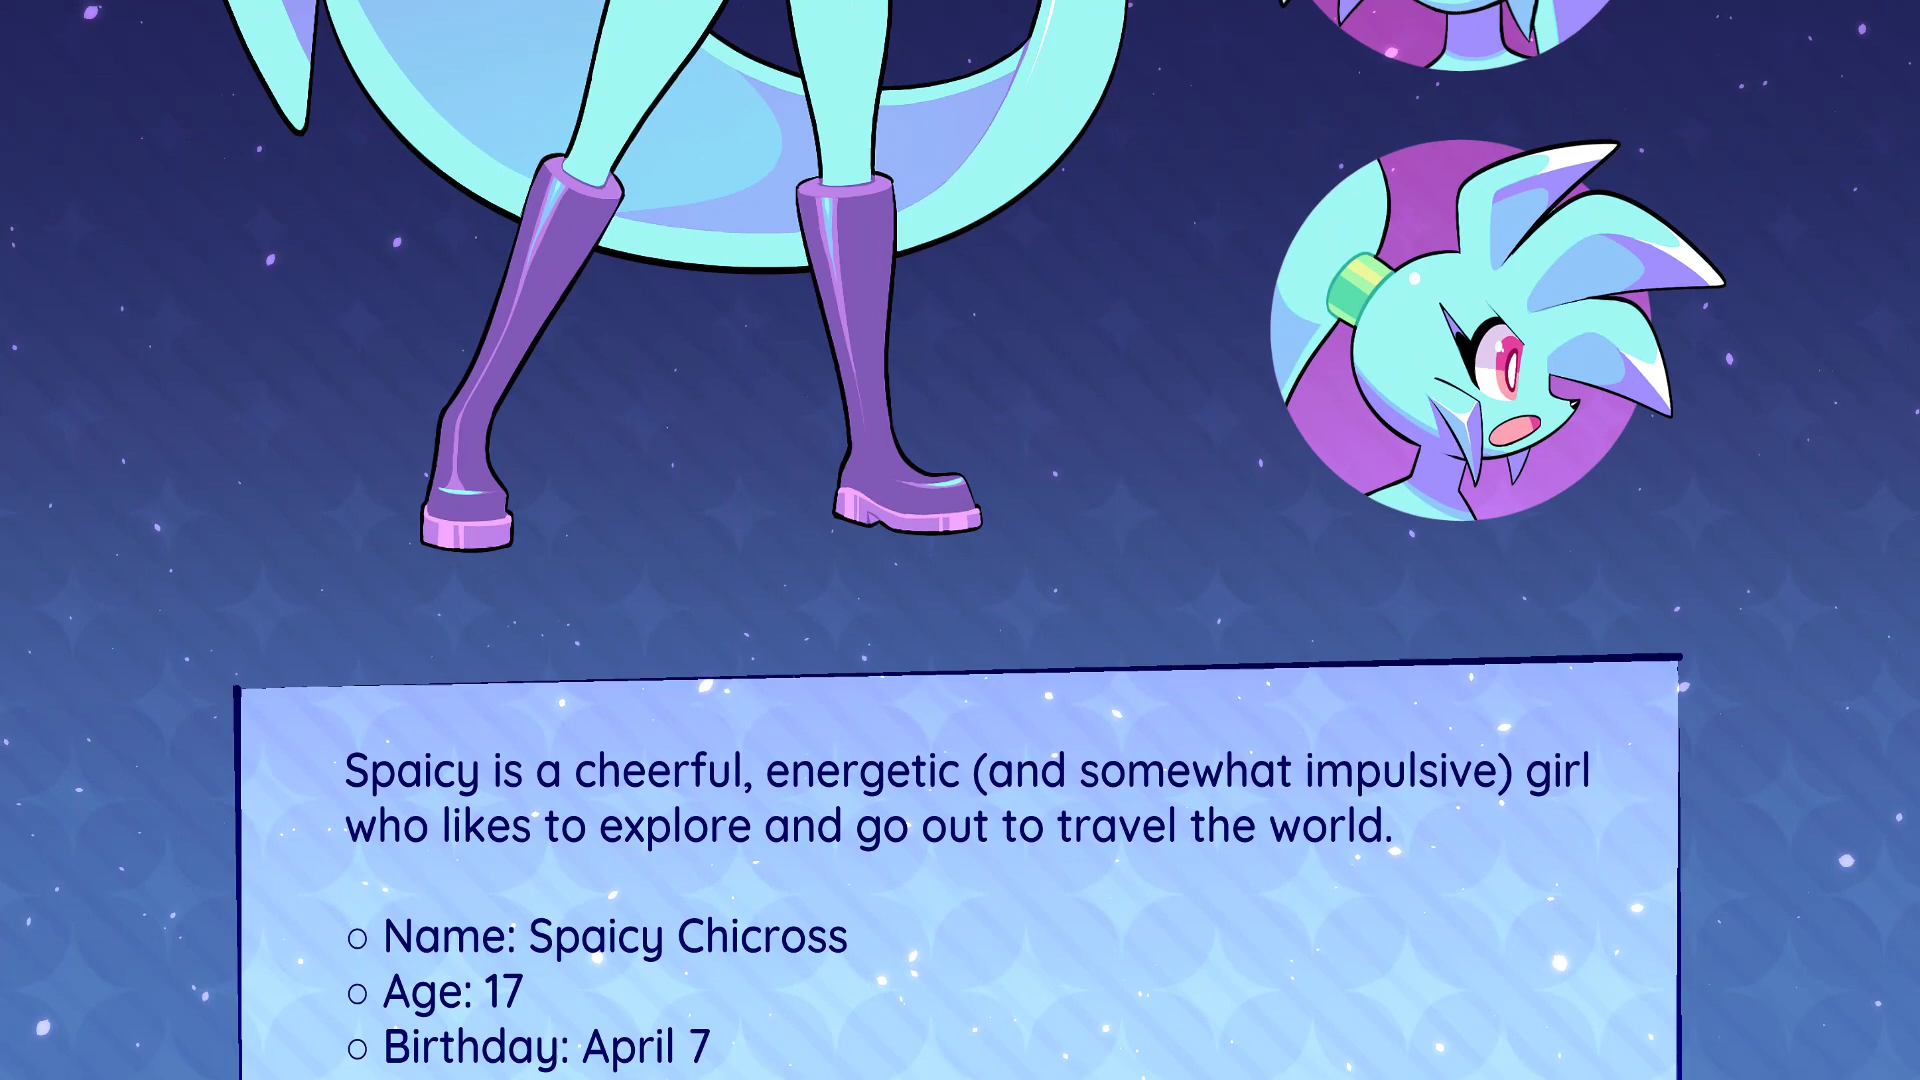 Spaicy is a cheerful, energetic (and somewhat impulsive) girl
who likes to explore and go out to travel the world.
○ Name: Spaicy Chicross
○ Age: 17
○ Birthday: April 7